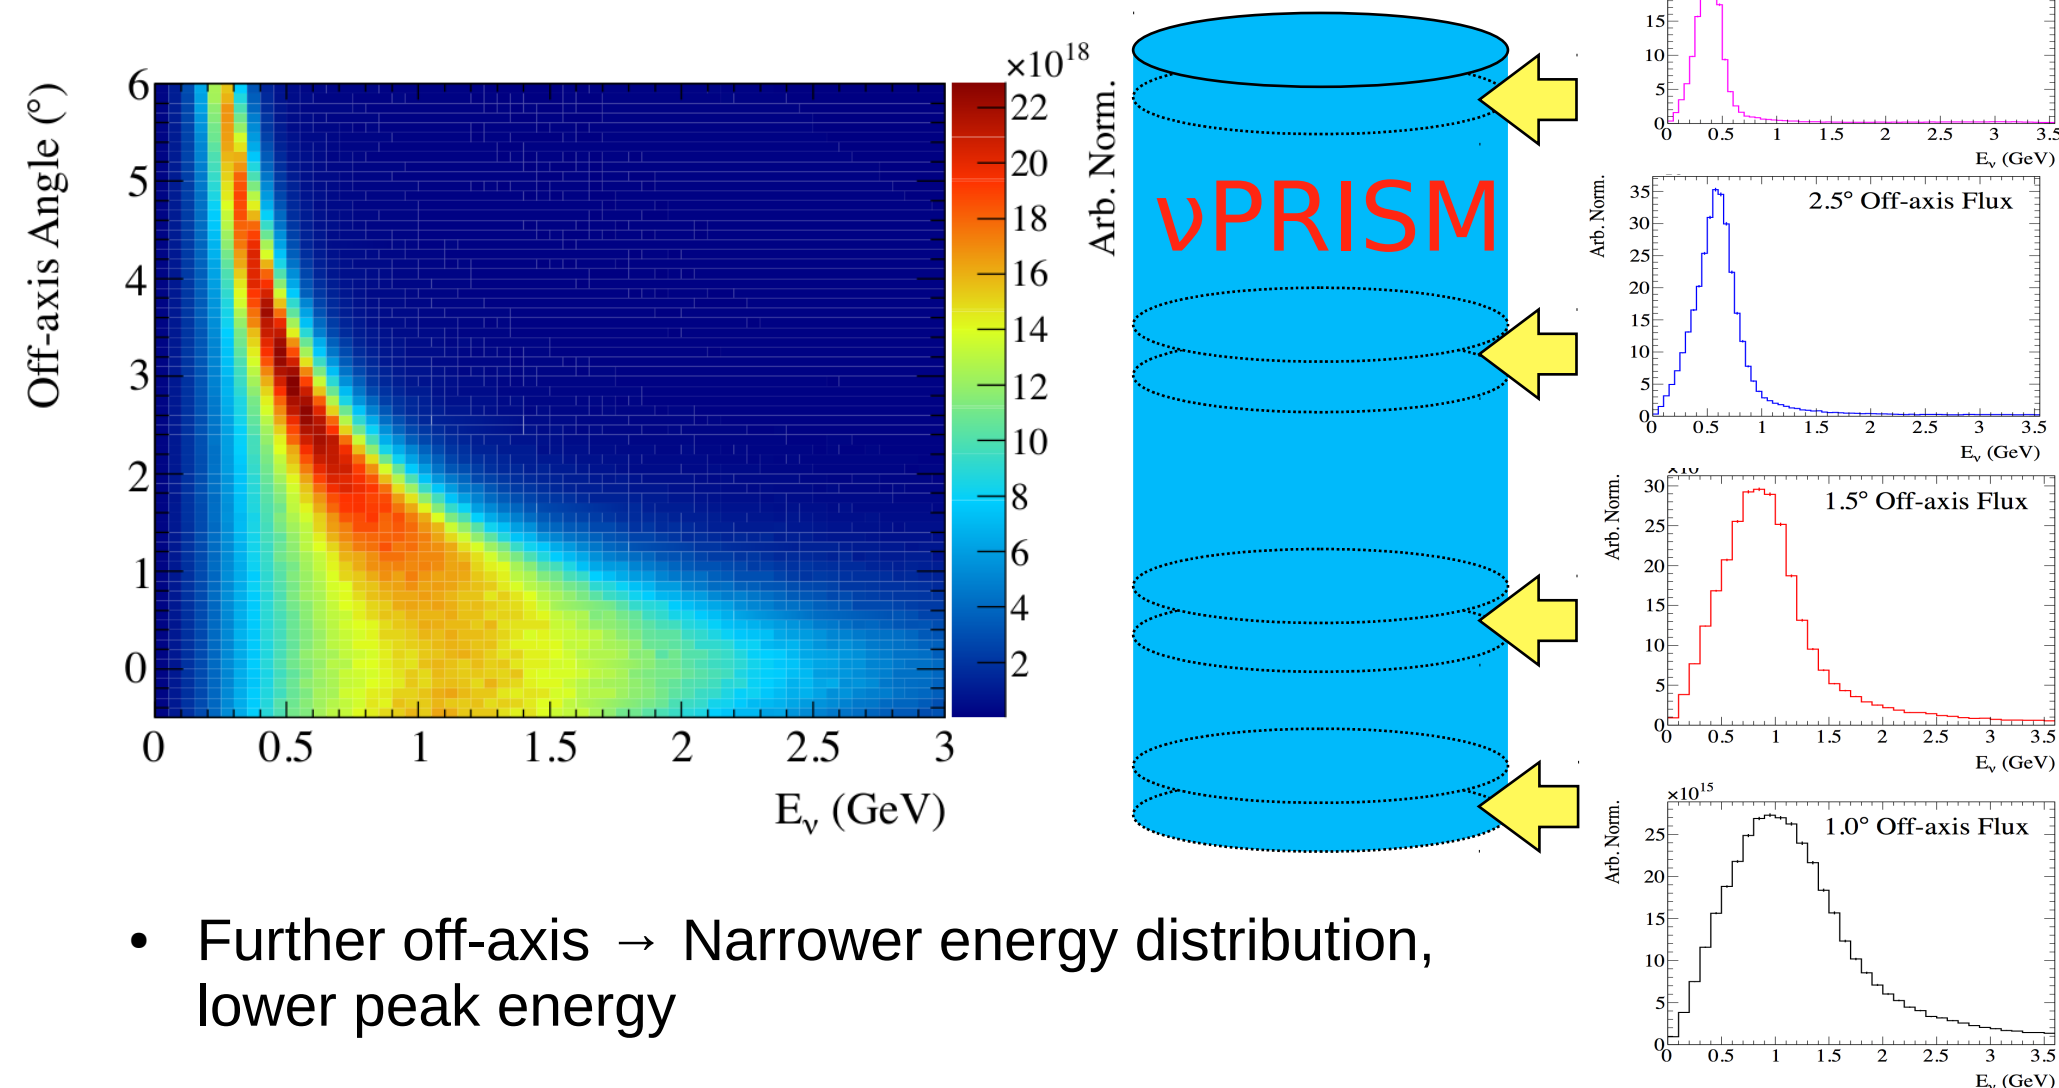 Off-axis Angle (°)
6
5
4
3
2
1
0
0 0.5 1 1.5 2 2.5 3
E_ν (GeV)
×10^18
22
20
18
16
14
12
10
8
6
4
2
Arb. Norm.
νPRISM
15
10
5
0
0 0.5 1 1.5 2 2.5 3 3.5
E_ν (GeV)
2.5° Off-axis Flux
Arb. Norm.
35
30
25
20
15
10
5
0
0 0.5 1 1.5 2 2.5 3 3.5
E_ν (GeV)
1.5° Off-axis Flux
Arb. Norm.
30
25
20
15
10
5
0
0 0.5 1 1.5 2 2.5 3 3.5
E_ν (GeV)
×10^15
1.0° Off-axis Flux
Arb. Norm.
25
20
15
10
5
0
0 0.5 1 1.5 2 2.5 3 3.5
E_ν (GeV)
• Further off-axis → Narrower energy distribution,
lower peak energy